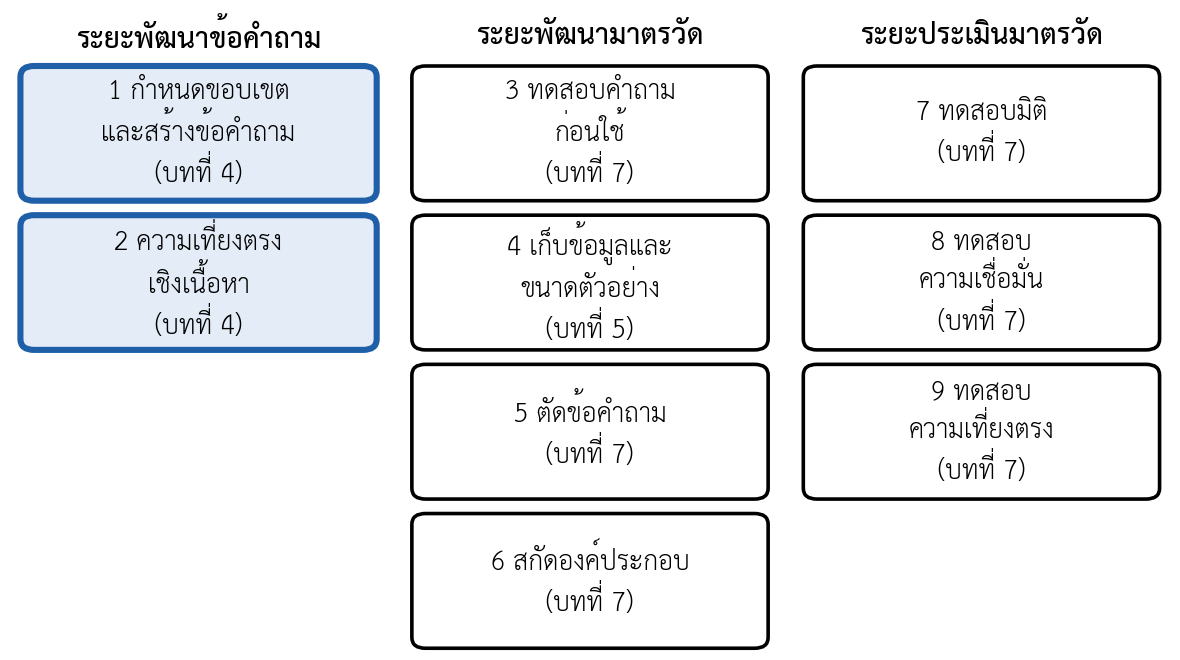 ระยะพัฒนาข้อคำถาม
1 กำหนดขอบเขต
และสร้างข้อคำถาม
(บทที่ 4)
2 ความเที่ยงตรง
เชิงเนื้อหา
(บทที่ 4)
ระยะพัฒนามาตรวัด
3 ทดสอบคำถาม
ก่อนใช้
(บทที่ 7)
4 เก็บข้อมูลและ
ขนาดตัวอย่าง
(บทที่ 5)
5 ตัดข้อคำถาม
(บทที่ 7)
6 สกัดองค์ประกอบ
(บทที่ 7)
ระยะประเมินมาตรวัด
7 ทดสอบมิติ
(บทที่ 7)
8 ทดสอบ
ความเชื่อมั่น
(บทที่ 7)
9 ทดสอบ
ความเที่ยงตรง
(บทที่ 7)